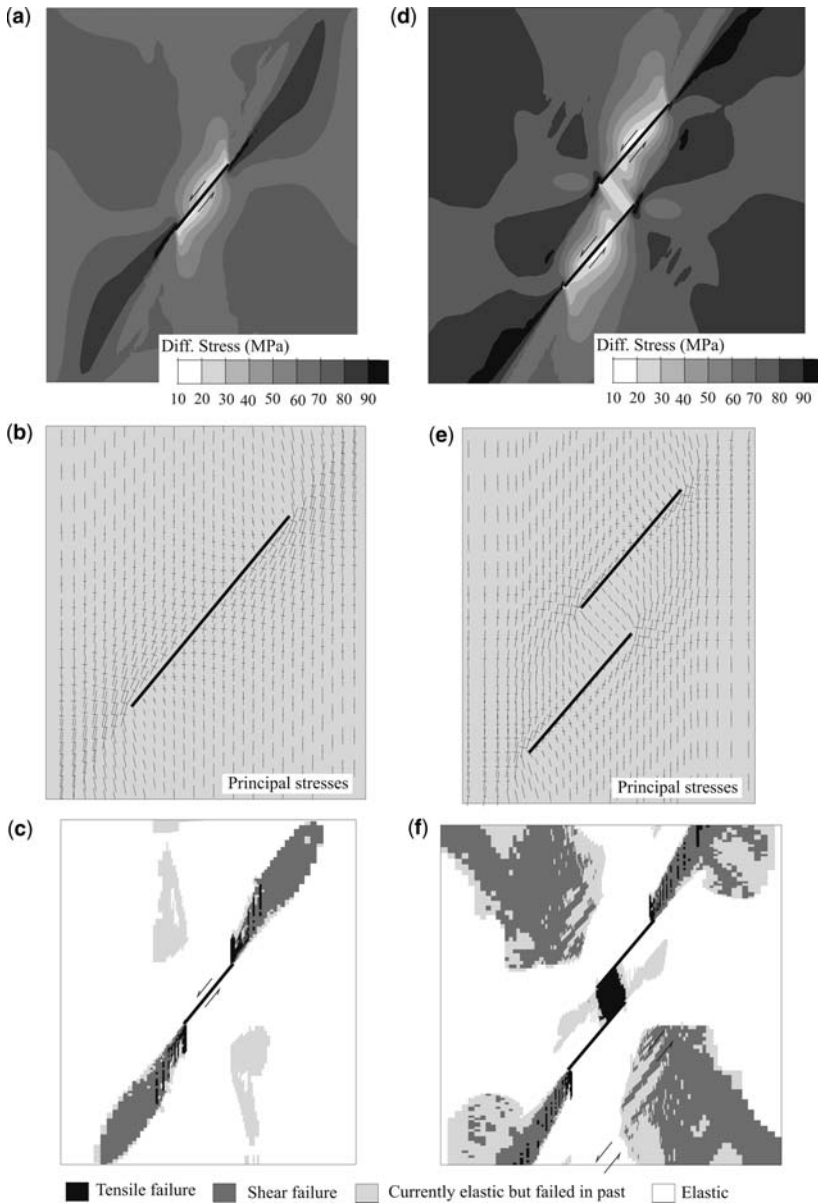 (a)
Diff. Stress (MPa)
10 20 30 40 50 60 70 80 90
(d)
Diff. Stress (MPa)
10 20 30 40 50 60 70 80 90
(b)
Principal stresses
(e)
Principal stresses
(c)
(f)
Tensile failure Shear failure Currently elastic but failed in past Elastic